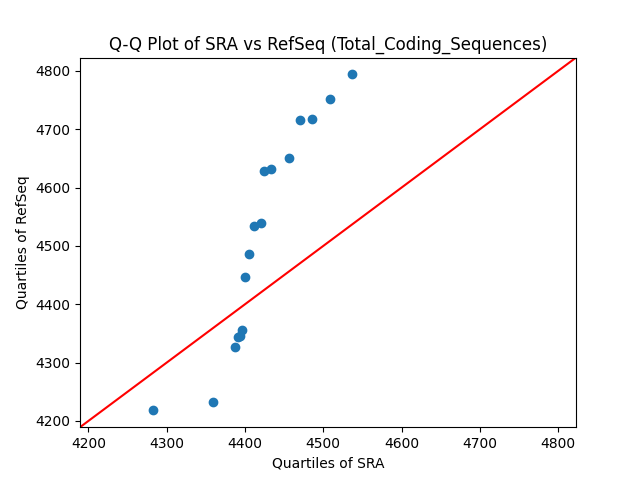 Q-Q Plot of SRA vs RefSeq (Total_Coding_Sequences)
4800
4700
4600
4500
4400
4300
4200
Quartiles of RefSeq
4200 4300 4400 4500 4600 4700 4800
Quartiles of SRA